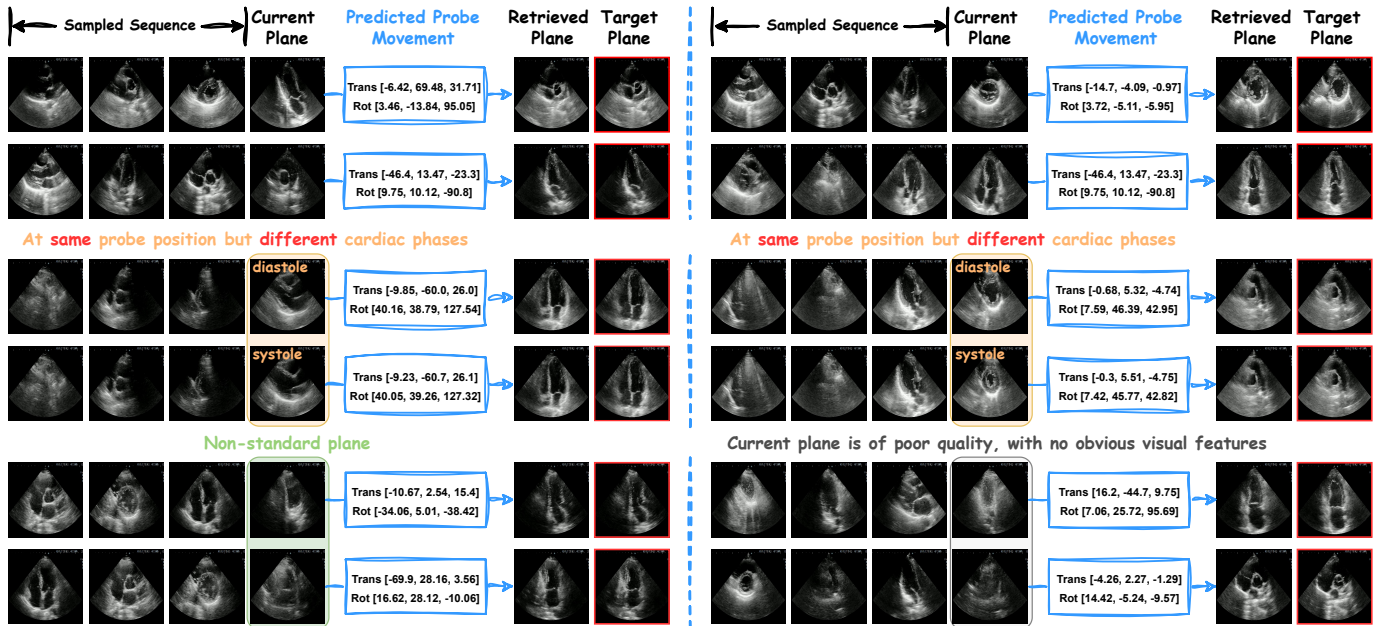 Sampled Sequence
Current Plane
Predicted Probe Movement
Retrieved Plane
Target Plane
Sampled Sequence
Current Plane
Predicted Probe Movement
Retrieved Plane
Target Plane
Trans [-6.42, 69.48, 31.71]
Rot [3.46, -13.84, 95.05]
Trans [-14.7, -4.09, -0.97]
Rot [3.72, -5.11, -5.95]
Trans [-46.4, 13.47, -23.3]
Rot [9.75, 10.12, -90.8]
Trans [-46.4, 13.47, -23.3]
Rot [9.75, 10.12, -90.8]
At same probe position but different cardiac phases
At same probe position but different cardiac phases
diastole
Trans [-9.85, -60.0, 26.0]
Rot [40.16, 38.79, 127.54]
diastole
Trans [-0.68, 5.32, -4.74]
Rot [7.59, 46.39, 42.95]
systole
Trans [-9.23, -60.7, 26.1]
Rot [40.05, 39.26, 127.32]
systole
Trans [-0.3, 5.51, -4.75]
Rot [7.42, 45.77, 42.82]
Non-standard plane
Current plane is of poor quality, with no obvious visual features
Trans [-10.67, 2.54, 15.4]
Rot [-34.06, 5.01, -38.42]
Trans [16.2, -44.7, 9.75]
Rot [7.06, 25.72, 95.69]
Trans [-69.9, 28.16, 3.56]
Rot [16.62, 28.12, -10.06]
Trans [-4.26, 2.27, -1.29]
Rot [14.42, -5.24, -9.57]